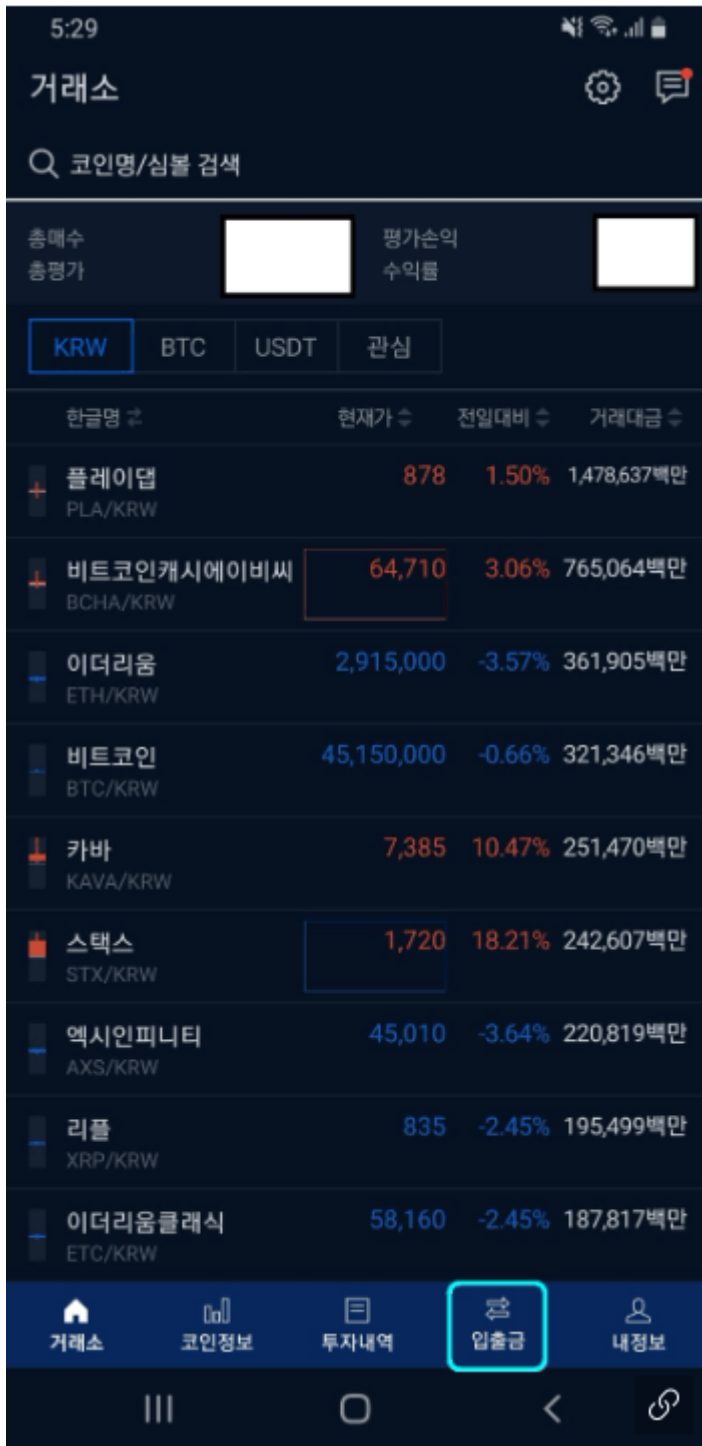 5:29
거래소
코인명/심볼 검색
총매수 평가손익
총평가 수익률
KRW BTC USDT 관심
한글명 현재가 전일대비 거래대금
플레이댑 878 1.50% 1,478,637백만
PLA/KRW
비트코인캐시에이비씨 64,710 3.06% 765,064백만
BCHA/KRW
이더리움 2,915,000 -3.57% 361,905백만
ETH/KRW
비트코인 45,150,000 -0.66% 321,346백만
BTC/KRW
카바 7,385 10.47% 251,470백만
KAVA/KRW
스택스 1,720 18.21% 242,607백만
STX/KRW
엑시인피니티 45,010 -3.64% 220,819백만
AXS/KRW
리플 835 -2.45% 195,499백만
XRP/KRW
이더리움클래식 58,160 -2.45% 187,817백만
ETC/KRW
거래소 코인정보 투자내역 입출금 내정보